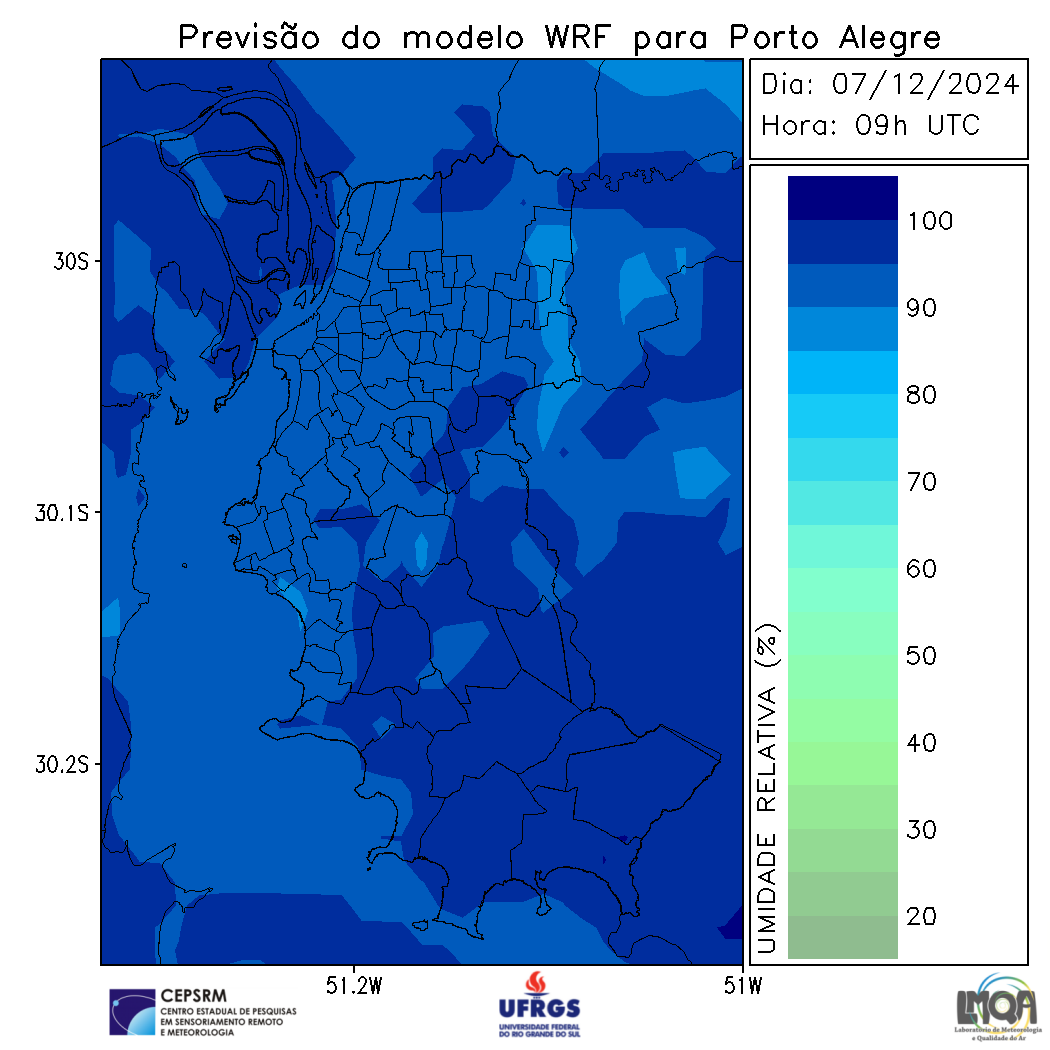 Previsão do modelo WRF para Porto Alegre
Dia: 07/12/2024
Hora: 09h UTC
30S
30.1S
30.2S
51.2W
51W
100
90
80
70
60
50
40
30
20
UMIDADE RELATIVA (%)
CEPSRM
CENTRO ESTADUAL DE PESQUISAS
EM SENSORIAMENTO REMOTO
E METEOROLOGIA
UFRGS
UNIVERSIDADE FEDERAL
DO RIO GRANDE DO SUL
LMQA
Laboratório de Meteorologia
e Qualidade do Ar